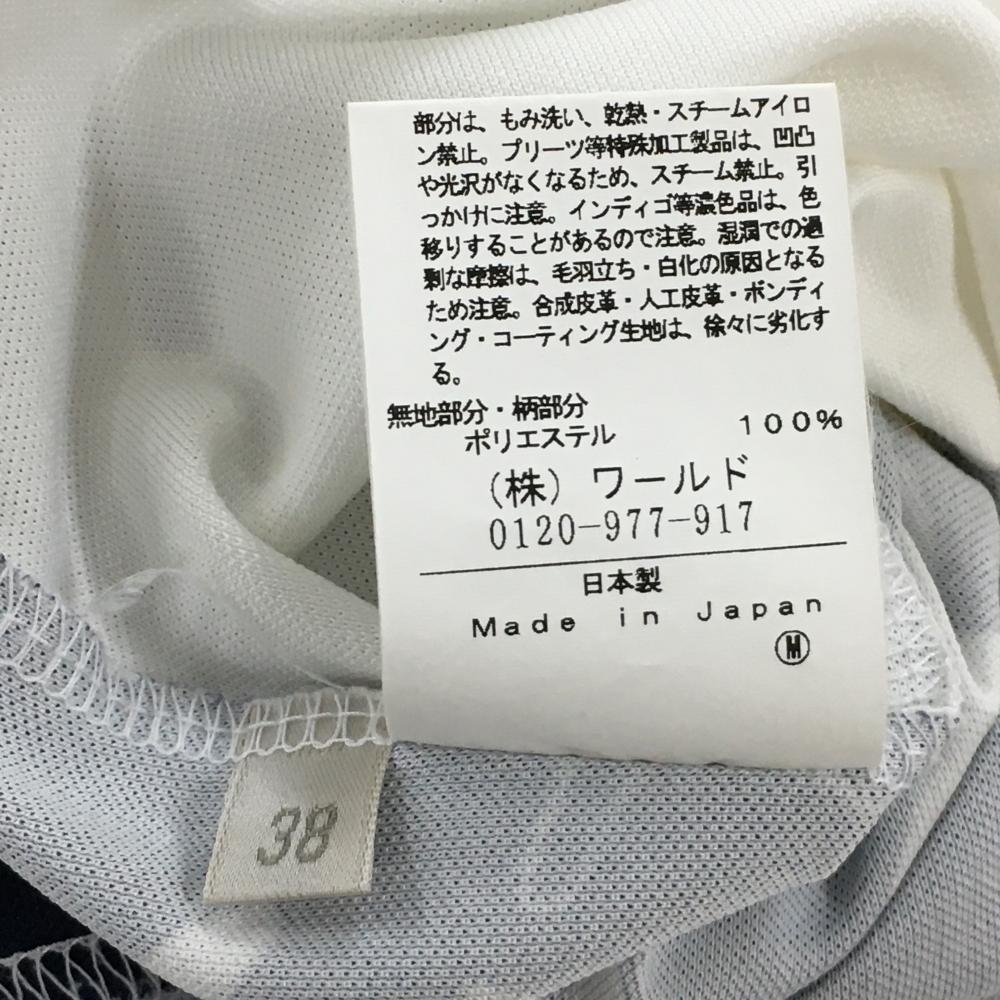 部分は、もみ洗い、乾熱・スチームアイロ
ン禁止。プリーツ等特殊加工製品は、凹凸
や光沢がなくなるため、スチーム禁止。引
っかけに注意。インディゴ等濃色品は、色
移りすることがあるので注意。湿潤での過
剰な摩擦は、毛羽立ち・白化の原因となる
ため注意。合成皮革・人工皮革・ボンディ
ング・コーティング生地は、徐々に劣化す
る。
無地部分・柄部分
ポリエステル 100%
(株)ワールド
0120-977-917
日本製
Made in Japan
M
38